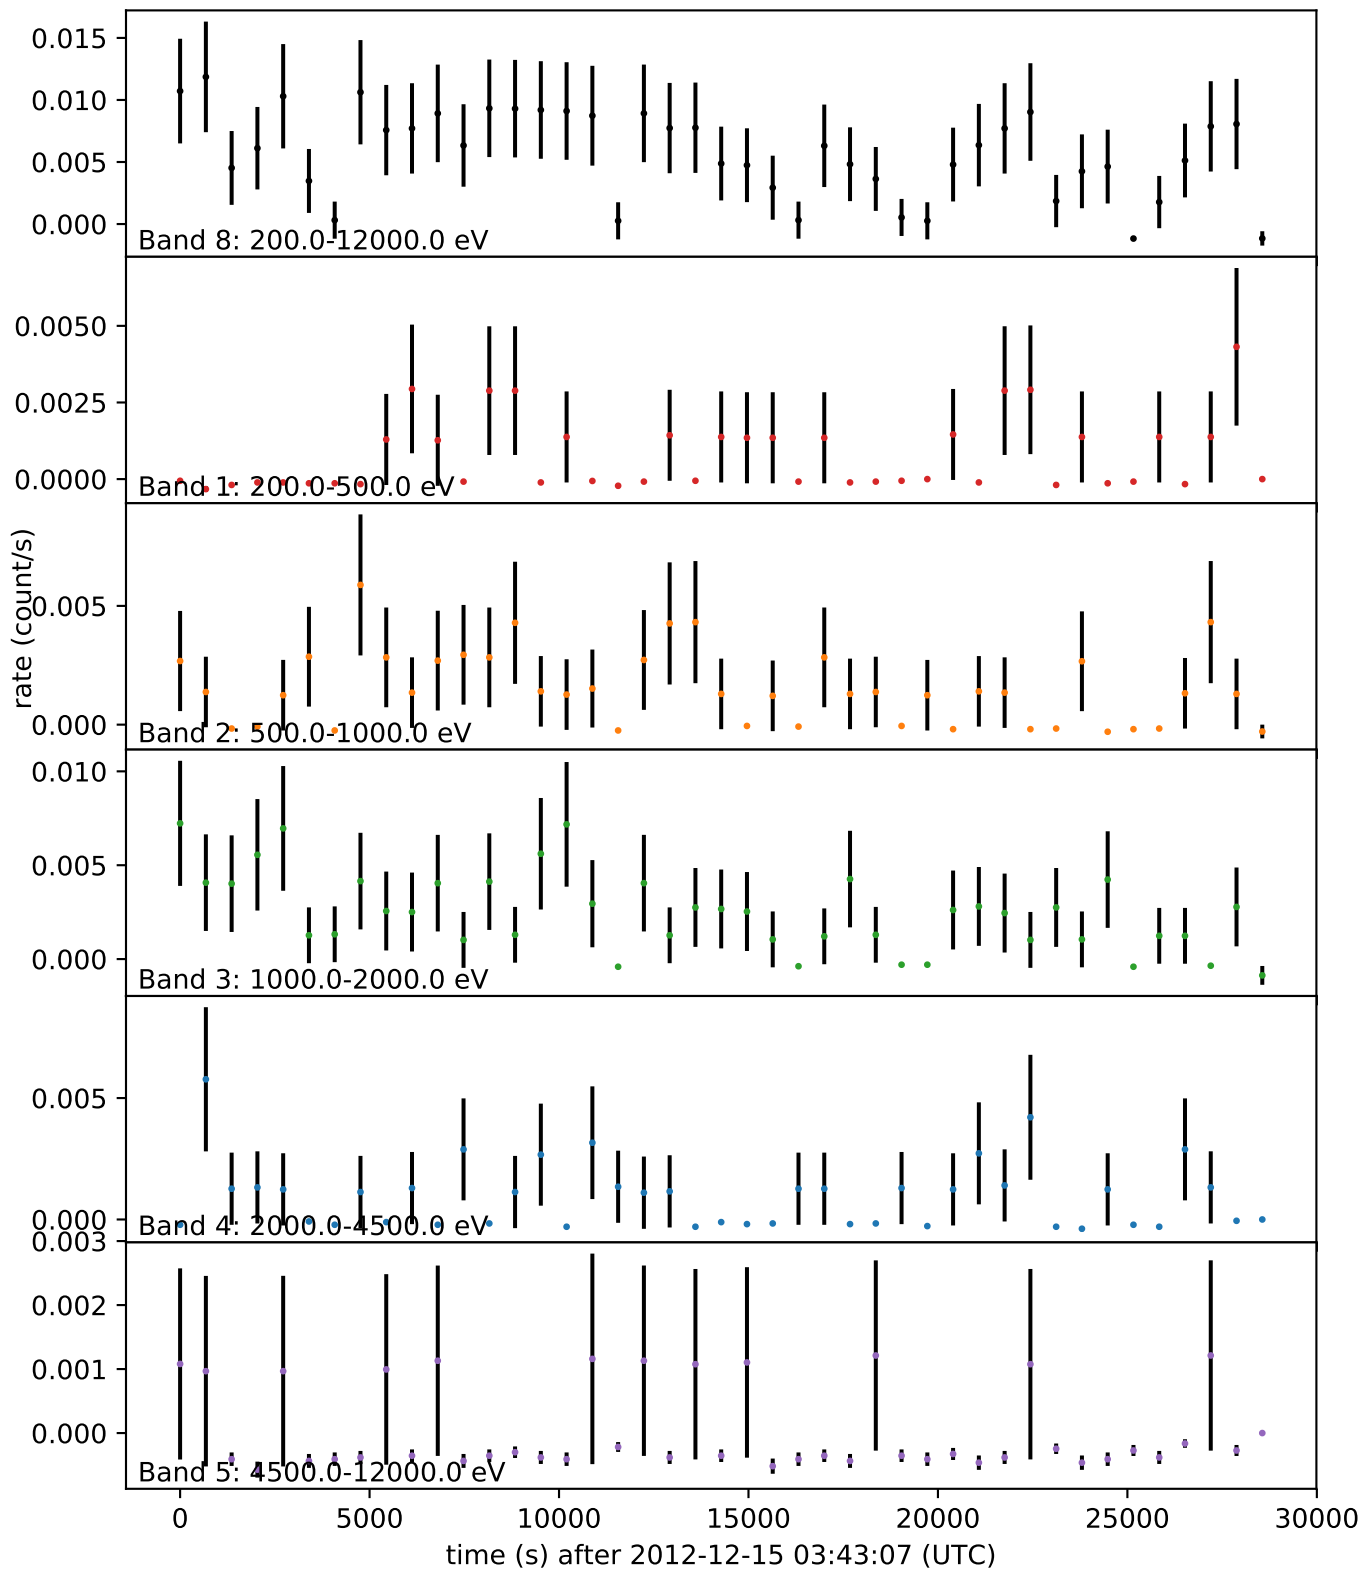 0.015
0.010
0.005
0.000
Band 8: 200.0-12000.0 eV
0.0050
0.0025
0.0000
Band 1: 200.0-500.0 eV
rate (count/s)
0.005
0.000
Band 2: 500.0-1000.0 eV
0.010
0.005
0.000
Band 3: 1000.0-2000.0 eV
0.005
0.000
Band 4: 2000.0-4500.0 eV
0.003
0.002
0.001
0.000
Band 5: 4500.0-12000.0 eV
0 5000 10000 15000 20000 25000 30000
time (s) after 2012-12-15 03:43:07 (UTC)